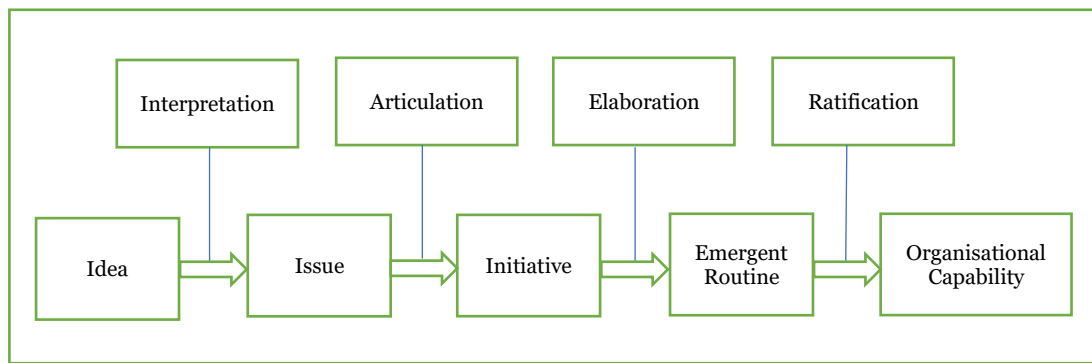 Interpretation
Articulation
Elaboration
Ratification
Idea
Issue
Initiative
Emergent
Routine
Organisational
Capability